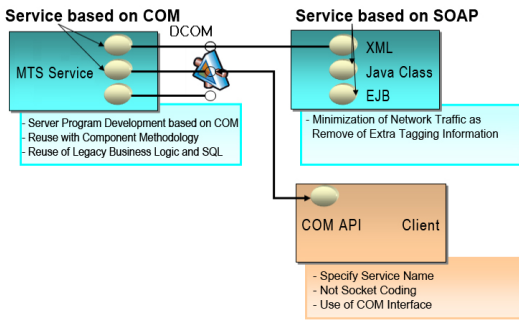 Service based on COM
Service based on SOAP
DCOM
XML
MTS Service
Java Class
EJB
- Server Program Development based on COM
- Reuse with Component Methodology
- Reuse of Legacy Business Logic and SQL
- Minimization of Network Traffic as
Remove of Extra Tagging Information
COM API
Client
- Specify Service Name
- Not Socket Coding
- Use of COM Interface